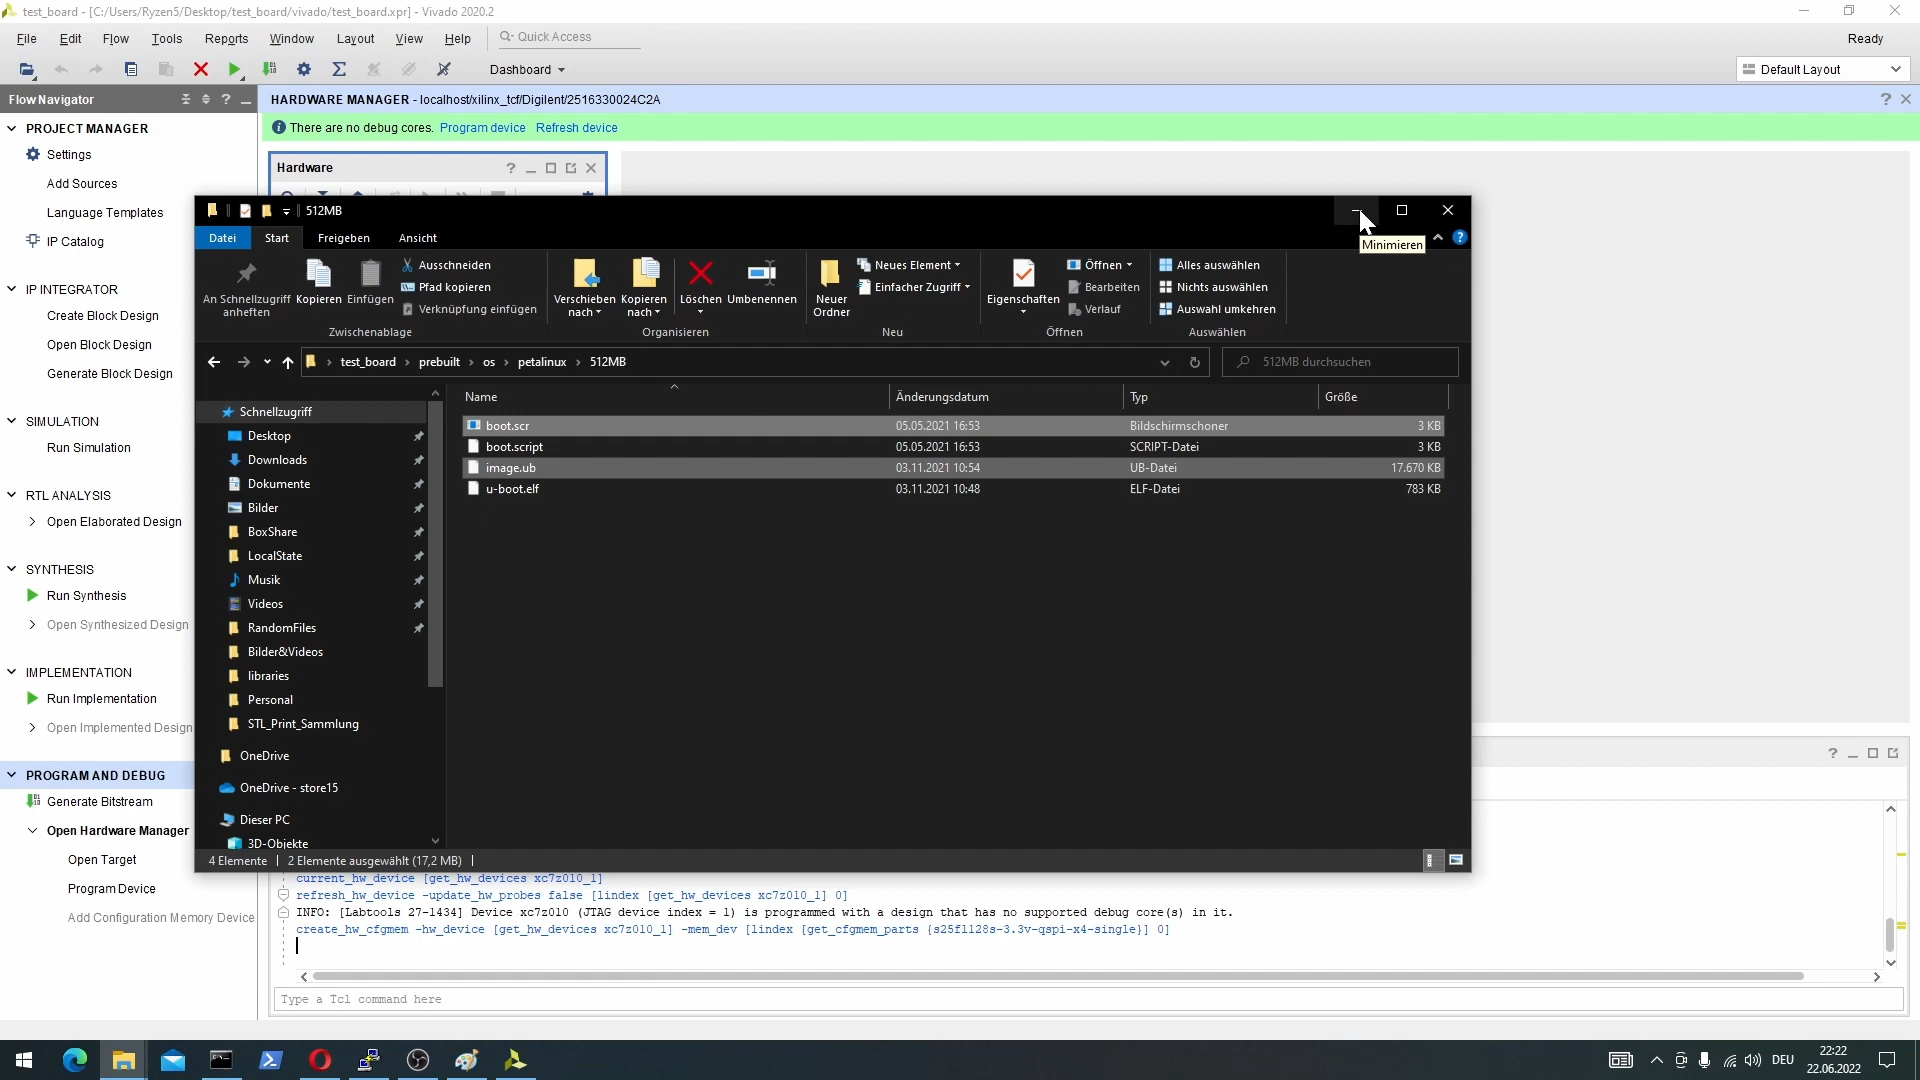 test_board - [C:/Users/Ryzen5/Desktop/test_board/vivado/test_board.xpr] - Vivado 2020.2
File Edit Flow Tools Reports Window Layout View Help Quick Access Ready
Dashboard Default Layout
Flow Navigator
HARDWARE MANAGER - localhost/xilinx_tcf/Digilent/2516330024C2A
There are no debug cores. Program device Refresh device
PROJECT MANAGER
Settings
Add Sources
Language Templates
IP Catalog
IP INTEGRATOR
Create Block Design
Open Block Design
Generate Block Design
SIMULATION
Run Simulation
RTL ANALYSIS
Open Elaborated Design
SYNTHESIS
Run Synthesis
Open Synthesized Design
IMPLEMENTATION
Run Implementation
Open Implemented Design
PROGRAM AND DEBUG
Generate Bitstream
Open Hardware Manager
Open Target
Program Device
Add Configuration Memory Device
Hardware
512MB
Minimieren
Datei Start Freigeben Ansicht
An Schnellzugriff anheften
Kopieren
Einfügen
Ausschneiden
Pfad kopieren
Verknüpfung einfügen
Zwischenablage
Verschieben nach
Kopieren nach
Löschen
Umbenennen
Organisieren
Neuer Ordner
Neues Element
Einfacher Zugriff
Neu
Eigenschaften
Öffnen
Bearbeiten
Verlauf
Öffnen
Alles auswählen
Nichts auswählen
Auswahl umkehren
Auswählen
test_board > prebuilt > os > petalinux > 512MB
512MB durchsuchen
Name Änderungsdatum Typ Größe
boot.scr 05.05.2021 16:53 Bildschirmschoner 3 KB
boot.script 05.05.2021 16:53 SCRIPT-Datei 3 KB
image.ub 03.11.2021 10:54 UB-Datei 17.670 KB
u-boot.elf 03.11.2021 10:48 ELF-Datei 783 KB
Schnellzugriff
Desktop
Downloads
Dokumente
Bilder
BoxShare
LocalState
Musik
Videos
RandomFiles
Bilder&Videos
libraries
Personal
STL_Print_Sammlung
OneDrive
OneDrive - store15
Dieser PC
3D-Objekte
4 Elemente 2 Elemente ausgewählt (17,2 MB)
current_hw_device [get_hw_devices xc7z010_1]
refresh_hw_device -update_hw_probes false [lindex [get_hw_devices xc7z010_1] 0]
INFO: [Labtools 27-1434] Device xc7z010 (JTAG device index = 1) is programmed with a design that has no supported debug core(s) in it.
create_hw_cfgmem -hw_device [get_hw_devices xc7z010_1] -mem_dev [lindex [get_cfgmem_parts {s25fl128s-3.3v-qspi-x4-single}] 0]
Type a Tcl command here
DEU
22:22
22.06.2022